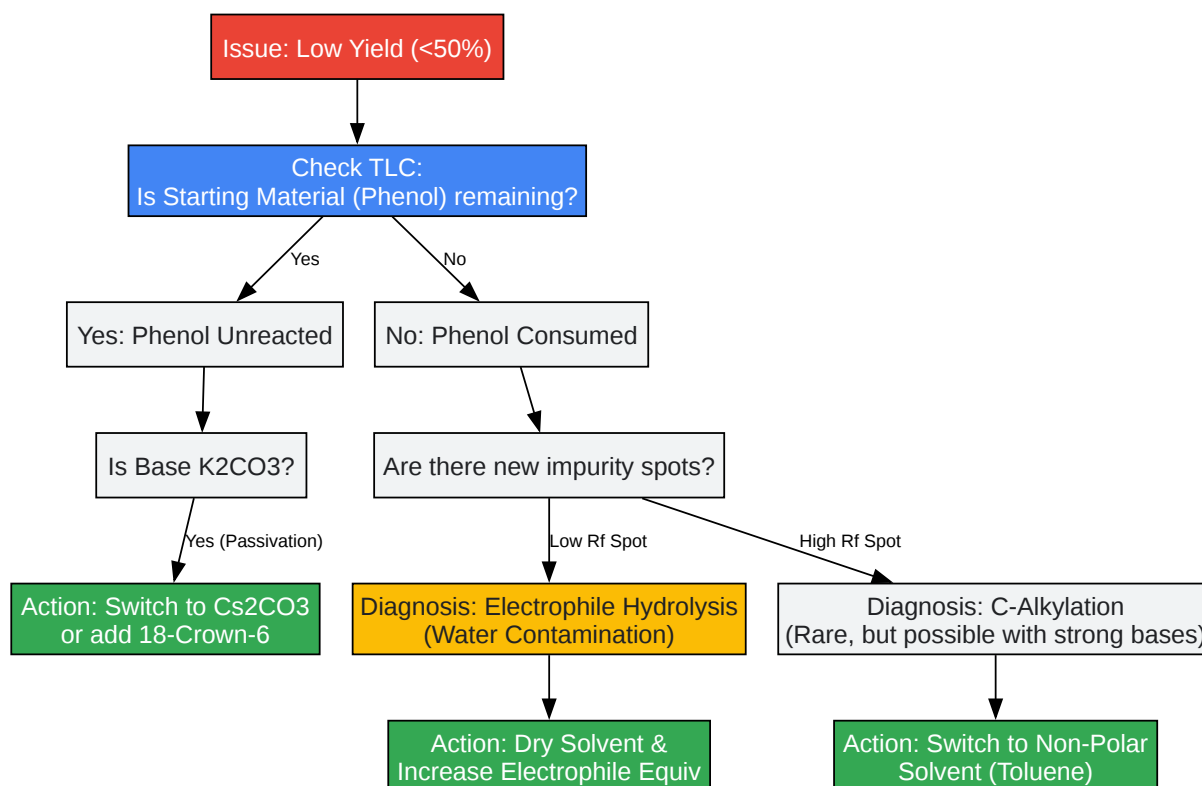 Issue: Low Yield (<50%)
Check TLC:
Is Starting Material (Phenol) remaining?
Yes
No
Yes: Phenol Unreacted
No: Phenol Consumed
Is Base K2CO3?
Are there new impurity spots?
Yes (Passivation)
Low Rf Spot
High Rf Spot
Action: Switch to Cs2CO3
or add 18-Crown-6
Diagnosis: Electrophile Hydrolysis
(Water Contamination)
Diagnosis: C-Alkylation
(Rare, but possible with strong bases)
Action: Dry Solvent &
Increase Electrophile Equiv
Action: Switch to Non-Polar
Solvent (Toluene)